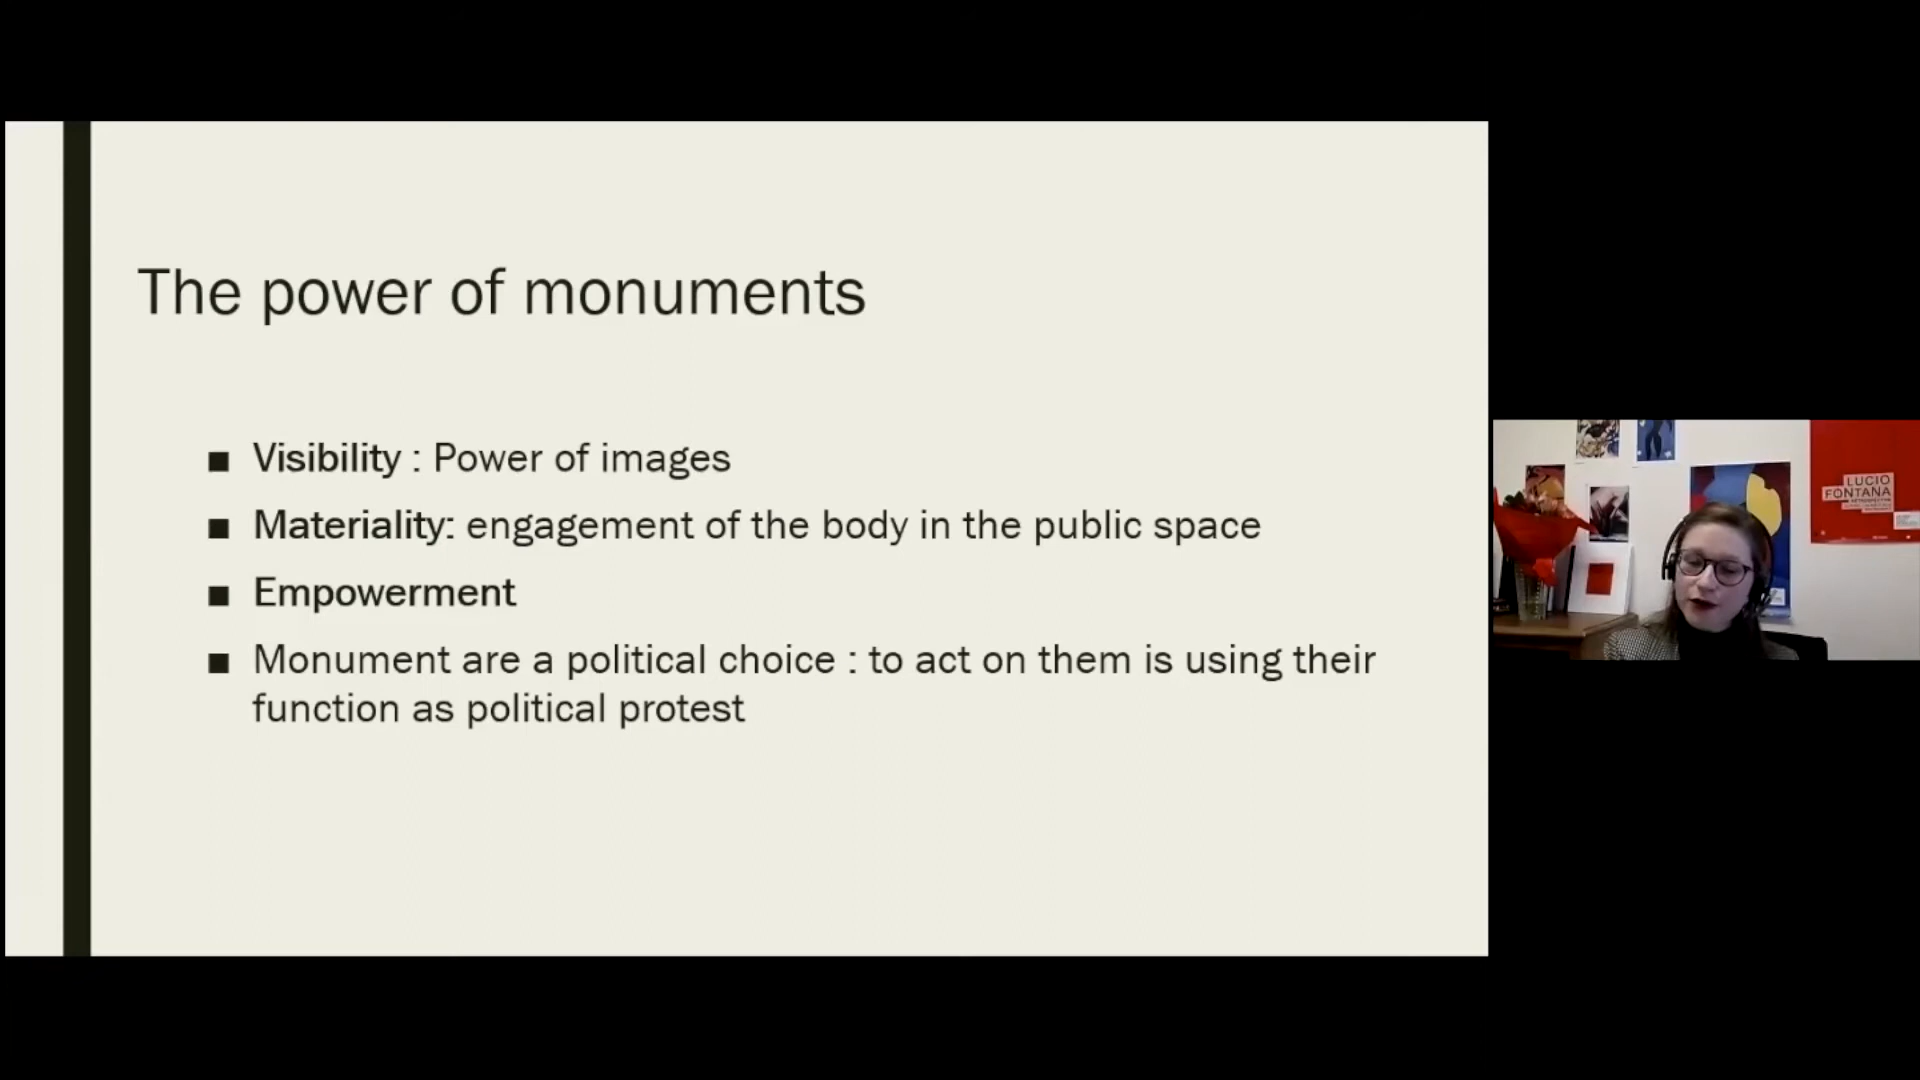 The power of monuments
■ Visibility : Power of images
■ Materiality: engagement of the body in the public space
■ Empowerment
■ Monument are a political choice : to act on them is using their
function as political protest
LUCIO
FONTANA